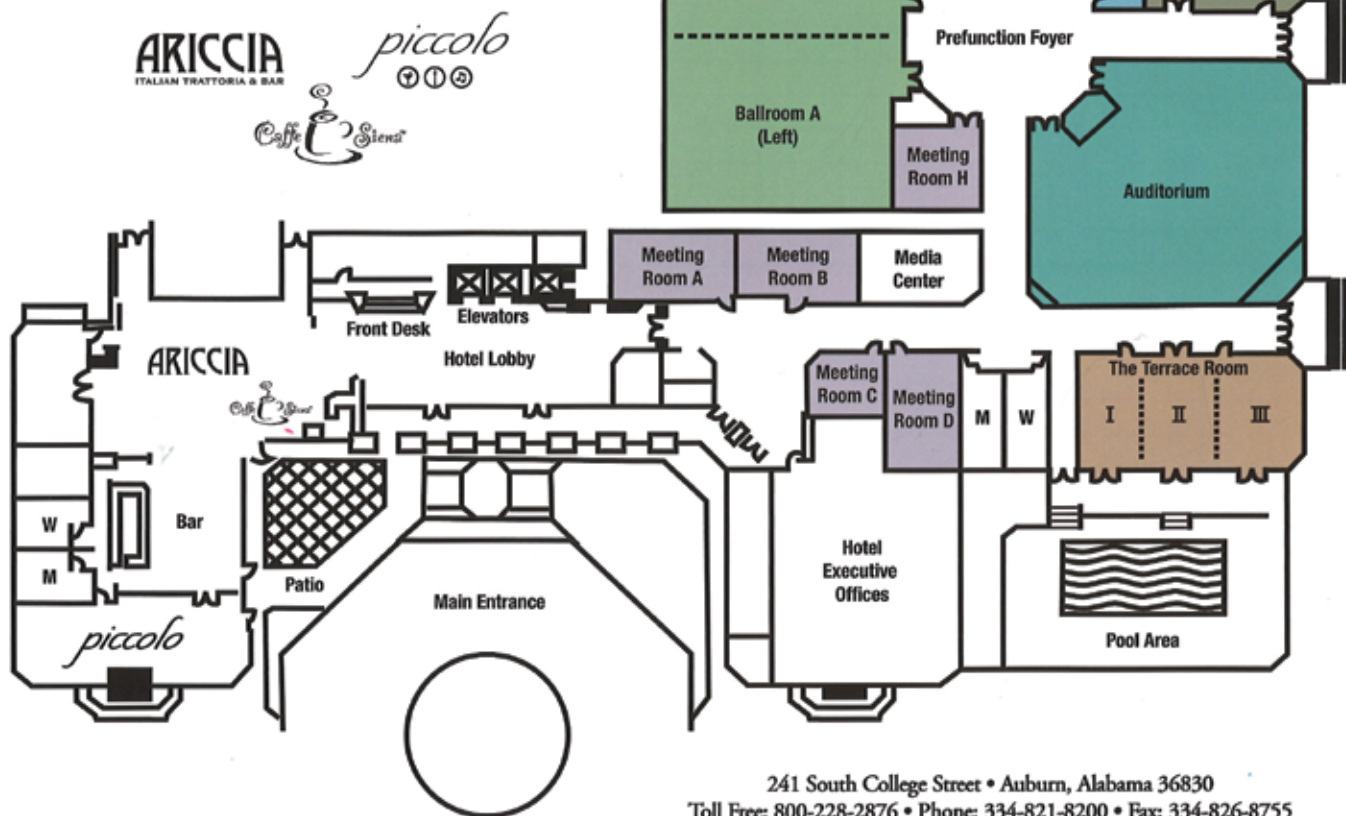 ARICCIA
ITALIAN TRATTORIA & BAR
piccolo
Caffe Siena
Prefunction Foyer
Ballroom A
(Left)
Meeting
Room H
Auditorium
Meeting
Room A
Meeting
Room B
Media
Center
Front Desk
Elevators
Hotel Lobby
ARICCIA
Caffe Siena
Meeting
Room C
Meeting
Room D
M
W
The Terrace Room
I
II
III
W
M
Bar
Patio
Main Entrance
Hotel
Executive
Offices
Pool Area
piccolo
241 South College Street • Auburn, Alabama 36830
Toll Free: 800-228-2876 • Phone: 334-821-8200 • Fax: 334-826-8755